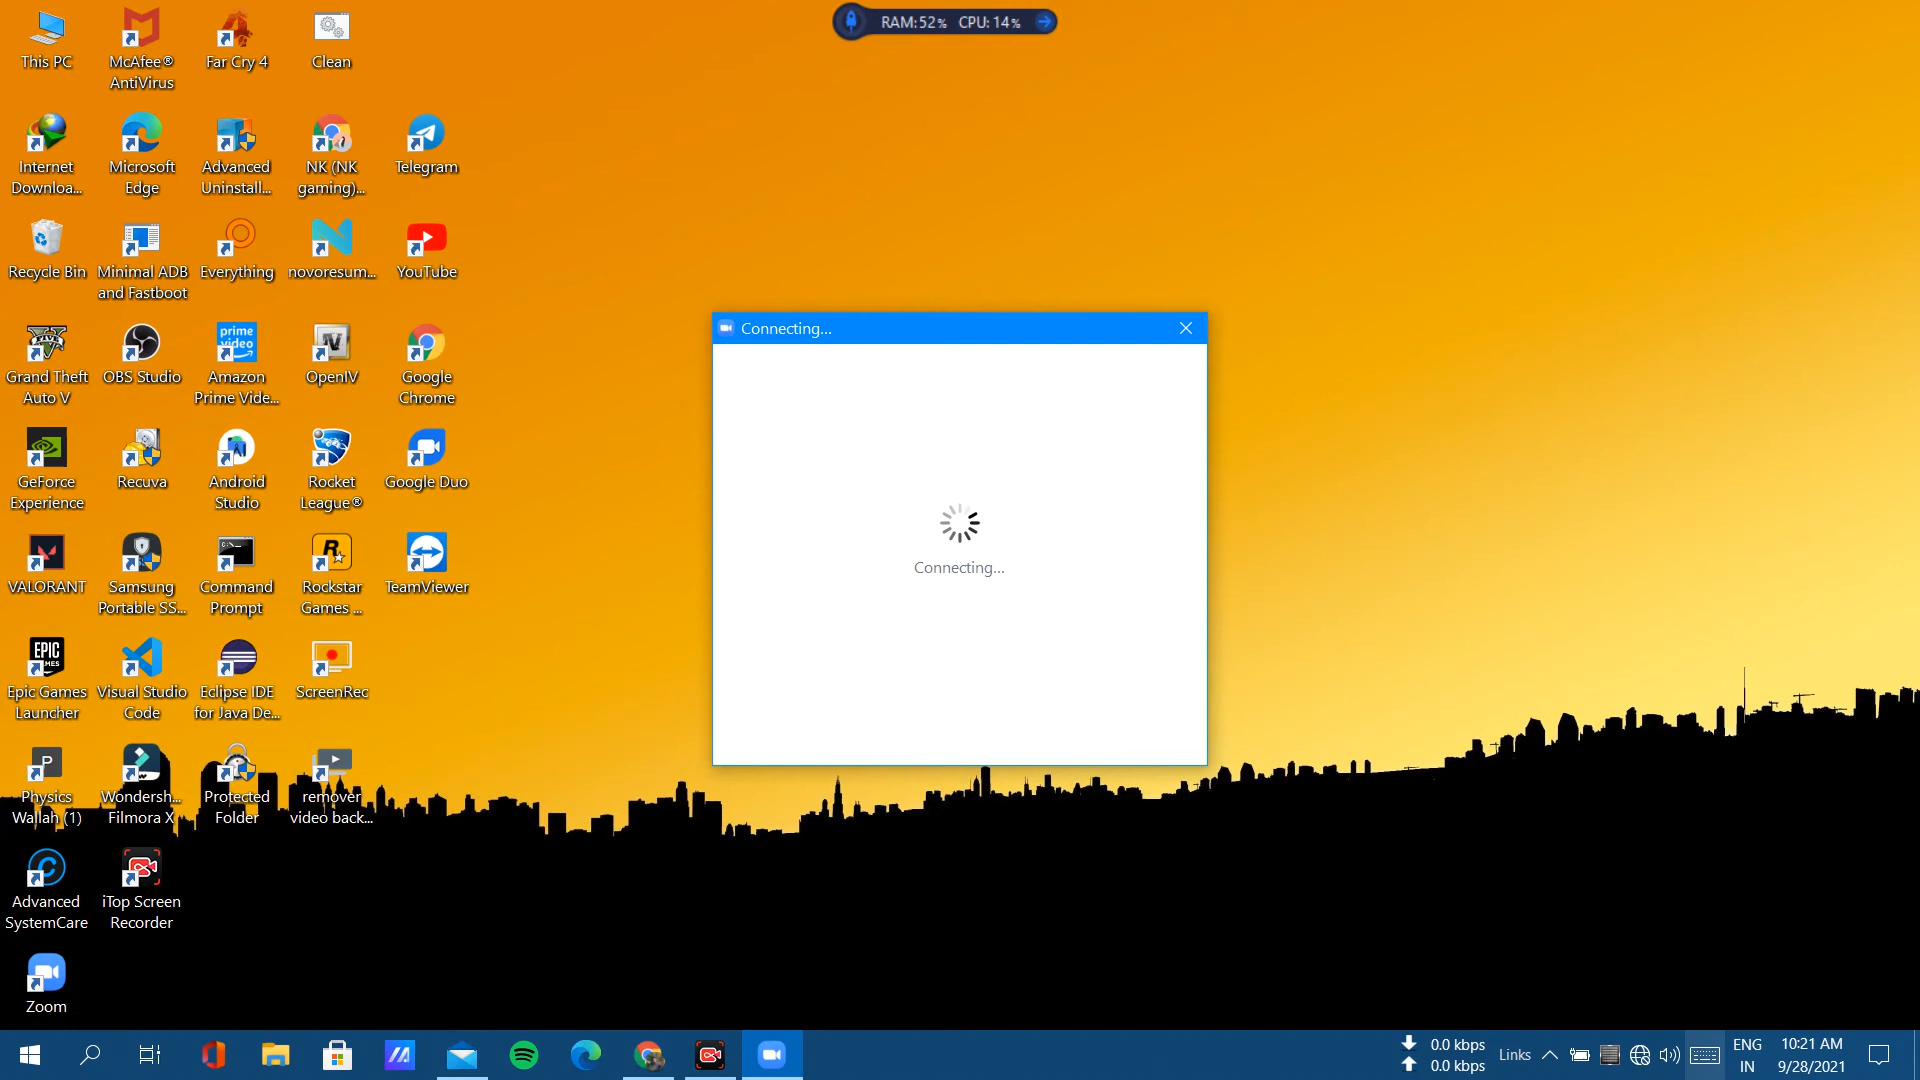 RAM:52% CPU: 14%
This PC
McAfee®
AntiVirus
Far Cry 4
Clean
Internet
Downloa...
Microsoft
Edge
Advanced
Uninstall...
NK (NK
gaming)...
Telegram
Recycle Bin
Minimal ADB
and Fastboot
Everything
novoresum...
YouTube
prime
video
Grand Theft
Auto V
OBS Studio
Amazon
Prime Vide...
OpenIV
Google
Chrome
GeForce
Experience
Recuva
Android
Studio
Rocket
League®
Google Duo
VALORANT
Samsung
Portable SS...
Command
Prompt
Rockstar
Games ...
TeamViewer
EPIC
GAMES
Epic Games
Launcher
Visual Studio
Code
Eclipse IDE
for Java De...
ScreenRec
P
Physics
Wallah (1)
Wondersh...
Filmora X
Protected
Folder
remover
video back...
Advanced
SystemCare
iTop Screen
Recorder
Zoom
Connecting...
Connecting...
0.0 kbps
0.0 kbps
Links
ENG
IN
10:21 AM
9/28/2021